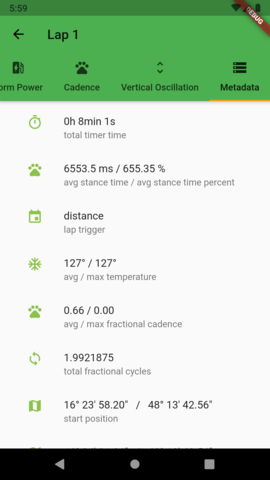 5:59
DEBUG
Lap 1
orm Power
Cadence
Vertical Oscillation
Metadata
0h 8min 1s
total timer time
6553.5 ms / 655.35 %
avg stance time / avg stance time percent
distance
lap trigger
127° / 127°
avg / max temperature
0.66 / 0.00
avg / max fractional cadence
1.9921875
total fractional cycles
16° 23' 58.20" / 48° 13' 42.56"
start position